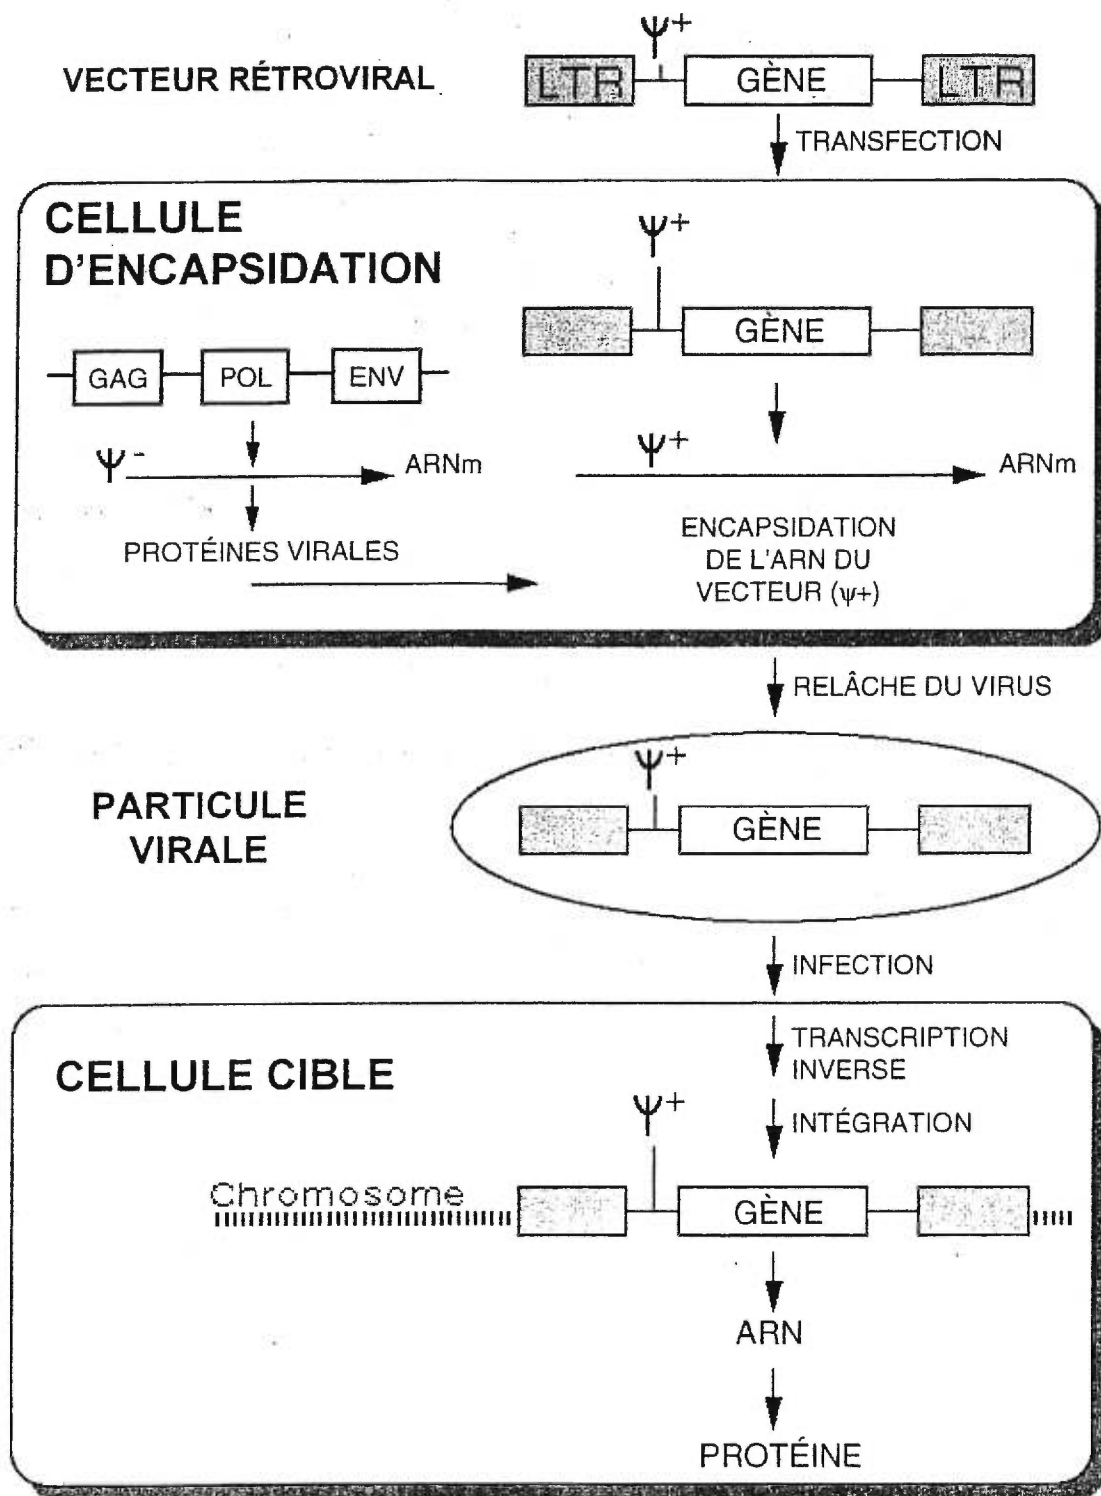 Ψ+
VECTEUR RÉTROVIRAL
LTR
GÈNE
LTR
TRANSFECTION
CELLULE
D'ENCAPSIDATION
Ψ+
GÈNE
GAG
POL
ENV
Ψ-
ARNm
Ψ+
ARNm
PROTÉINES VIRALES
ENCAPSIDATION
DE L'ARN DU
VECTEUR (ψ+)
RELÂCHE DU VIRUS
PARTICULE
VIRALE
Ψ+
GÈNE
INFECTION
CELLULE CIBLE
TRANSCRIPTION
INVERSE
Ψ+
INTÉGRATION
Chromosome
GÈNE
ARN
PROTÉINE